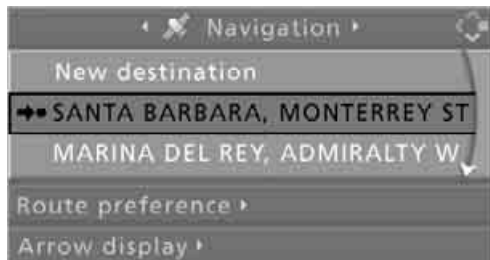 Navigation
New destination
SANTA BARBARA, MONTERREY ST
MARINA DEL REY, ADMIRALTY W
Route preference
Arrow display